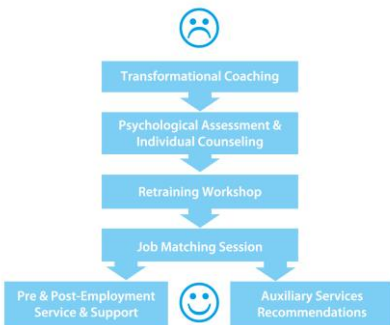 Transformational Coaching
Psychological Assessment &
Individual Counseling
Retraining Workshop
Job Matching Session
Pre & Post-Employment
Service & Support
Auxiliary Services
Recommendations